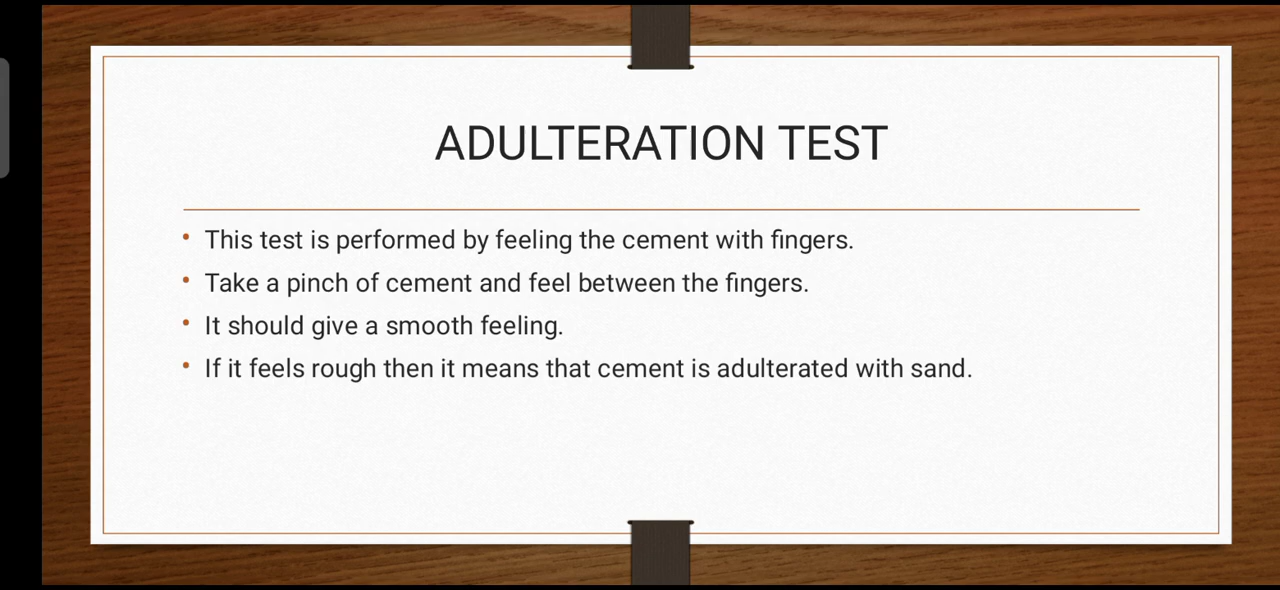 ADULTERATION TEST
• This test is performed by feeling the cement with fingers.
• Take a pinch of cement and feel between the fingers.
• It should give a smooth feeling.
• If it feels rough then it means that cement is adulterated with sand.